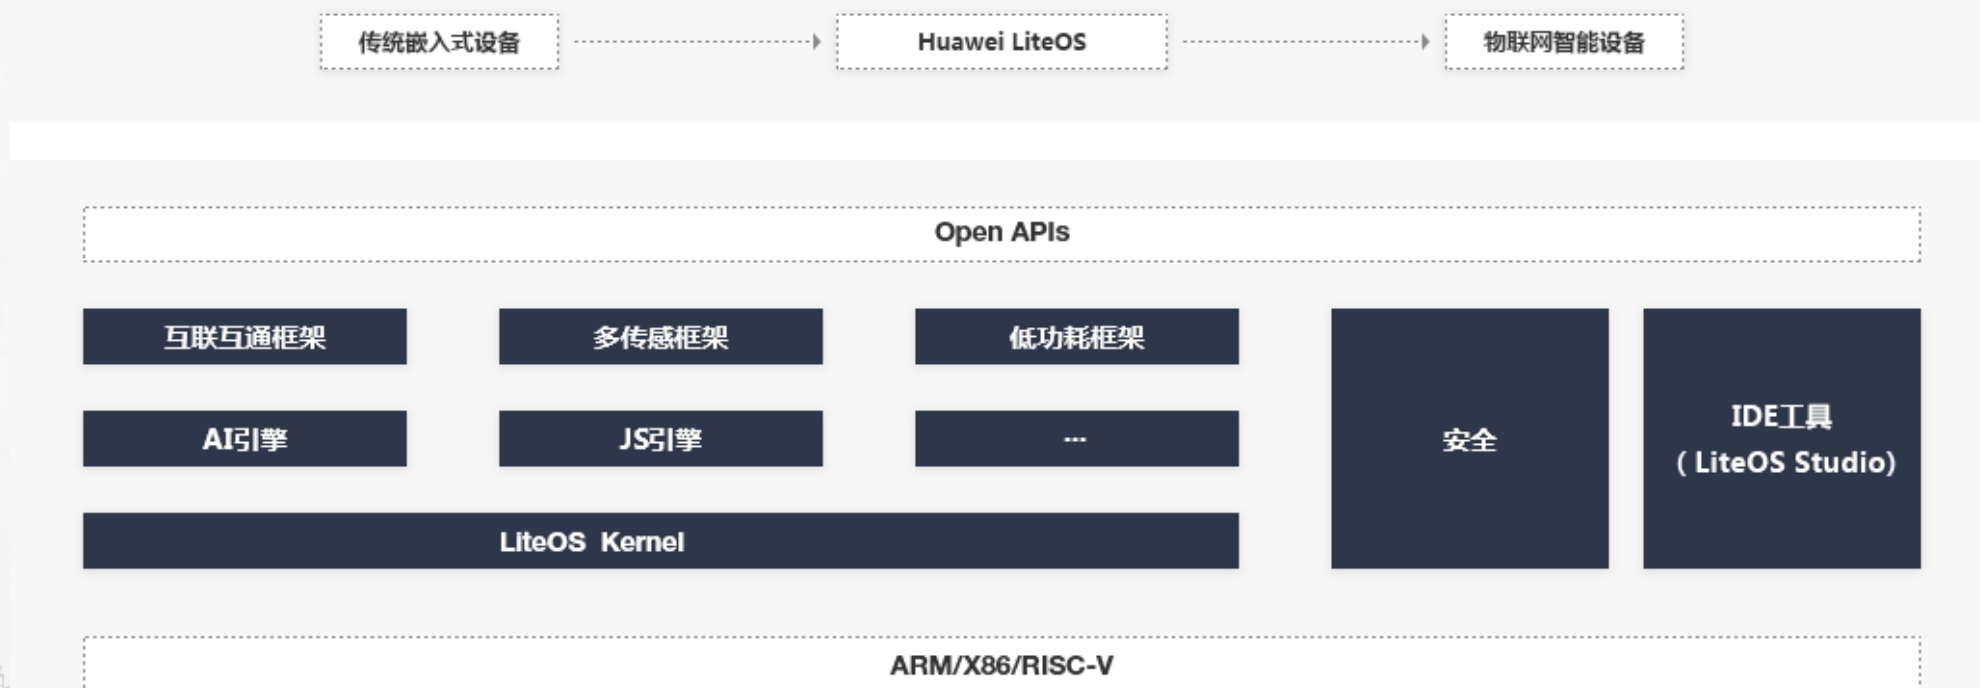 传统嵌入式设备
Huawei LiteOS
物联网智能设备
Open APIs
互联互通框架
多传感框架
低功耗框架
AI引擎
JS引擎
...
安全
IDE工具
( LiteOS Studio)
LiteOS Kernel
ARM/X86/RISC-V